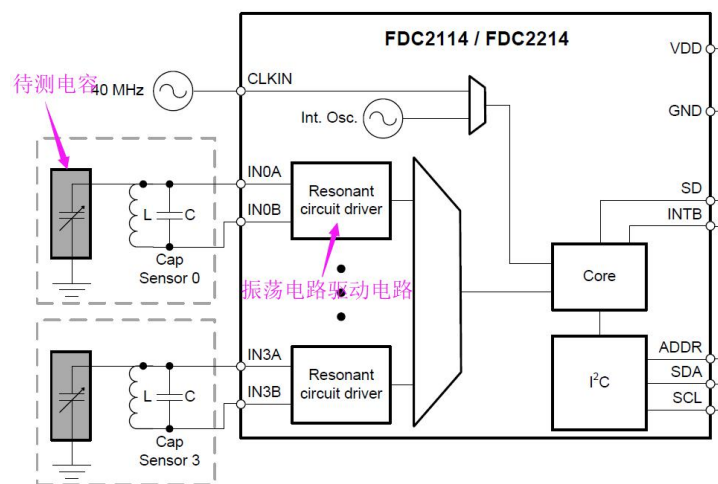 FDC2114 / FDC2214
VDD
待测电容
40 MHz
CLKIN
Int. Osc.
GND
IN0A
Resonant
circuit driver
IN0B
L
C
Cap
Sensor 0
振荡电路驱动电路
SD
INTB
Core
IN3A
Resonant
circuit driver
IN3B
L
C
Cap
Sensor 3
I²C
ADDR
SDA
SCL